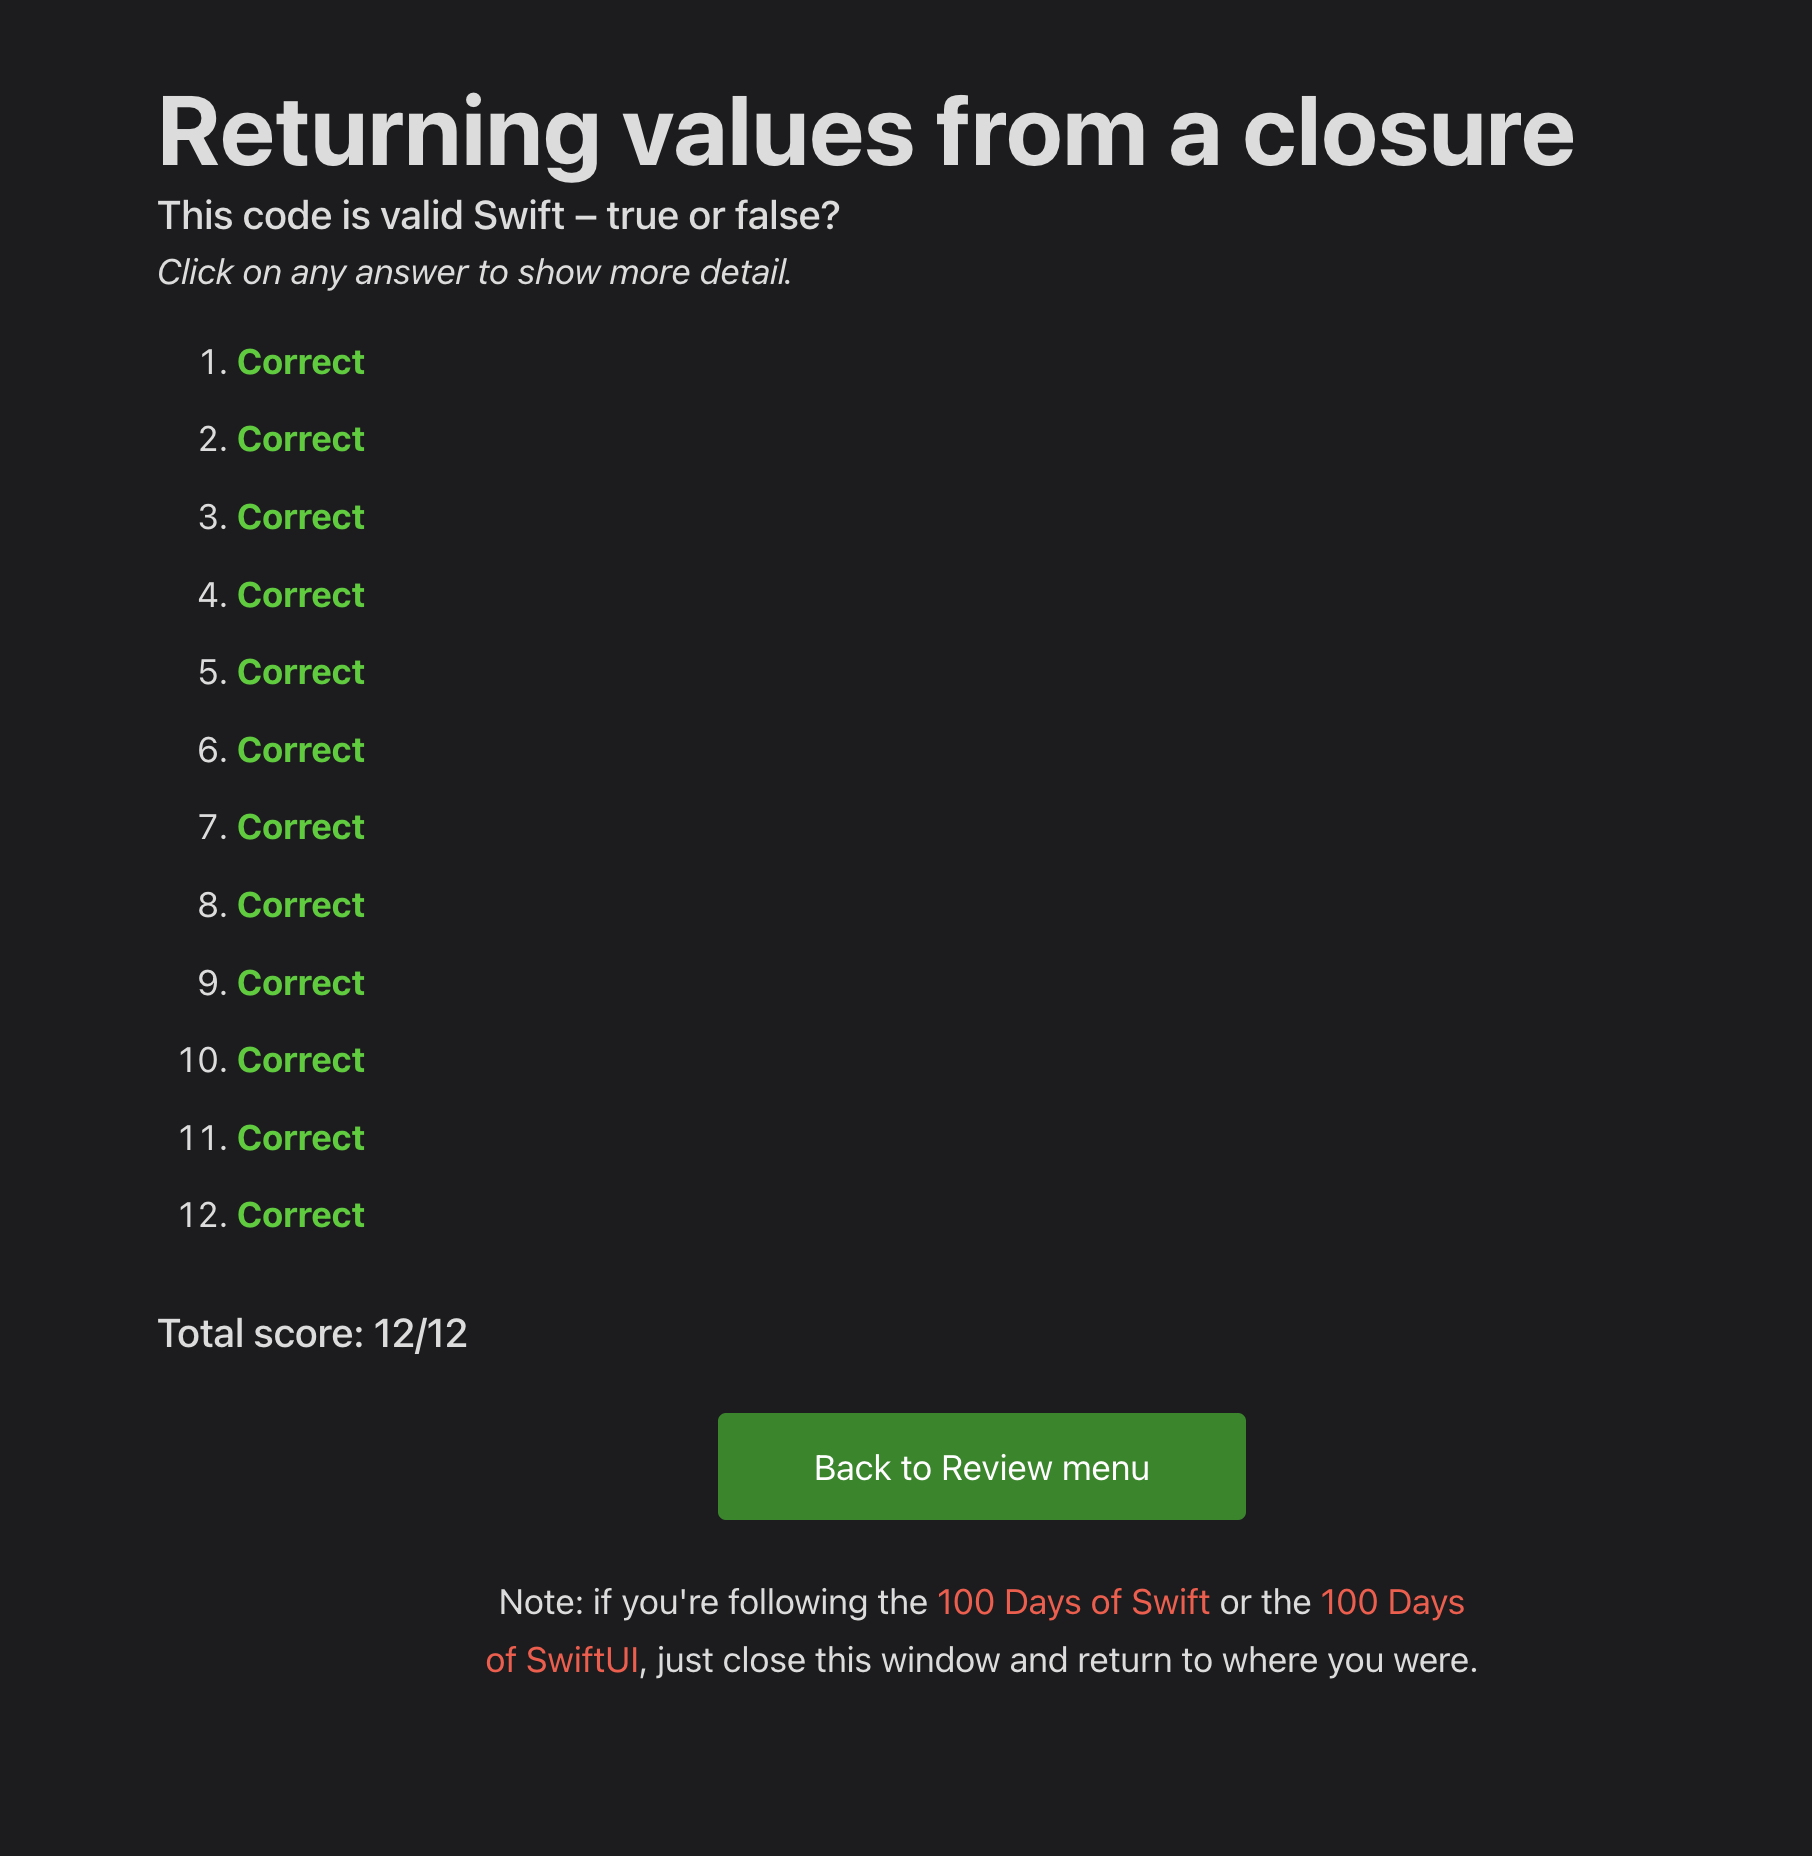 Returning values from a closure
This code is valid Swift – true or false?
Click on any answer to show more detail.
1. Correct
2. Correct
3. Correct
4. Correct
5. Correct
6. Correct
7. Correct
8. Correct
9. Correct
10. Correct
11. Correct
12. Correct
Total score: 12/12
Back to Review menu
Note: if you're following the 100 Days of Swift or the 100 Days
of SwiftUI, just close this window and return to where you were.